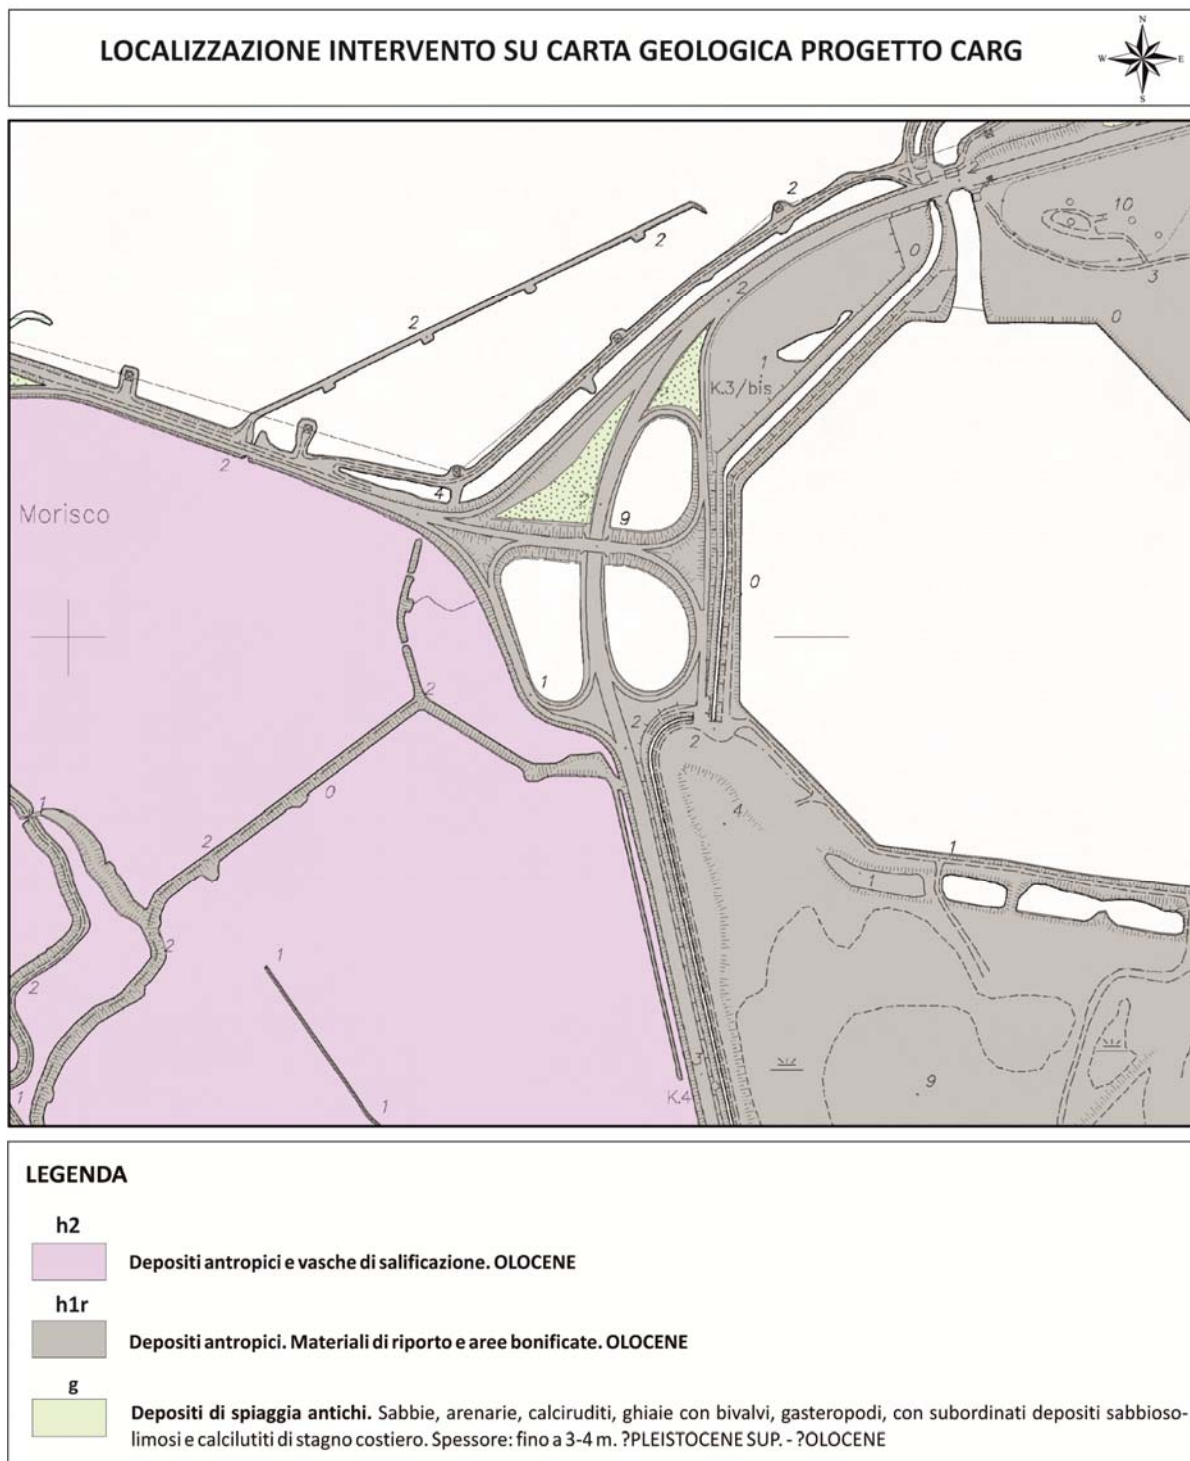 LOCALIZZAZIONE INTERVENTO SU CARTA GEOLOGICA PROGETTO CARG
N
W
E
S
2
10
2
0
3
2
2
0
1
K.3/bis
2
4
Morisco
9
0
2
1
2
2
0
4
1
2
1
1
2
1
2
3
9
1
K.4
1
LEGENDA
h2
Depositi antropici e vasche di salificazione. OLOCENE
h1r
Depositi antropici. Materiali di riporto e aree bonificate. OLOCENE
g
Depositi di spiaggia antichi. Sabbie, arenarie, calciruditi, ghiaie con bivalvi, gasteropodi, con subordinati depositi sabbioso-
limosi e calcilutiti di stagno costiero. Spessore: fino a 3-4 m. ?PLEISTOCENE SUP. - ?OLOCENE